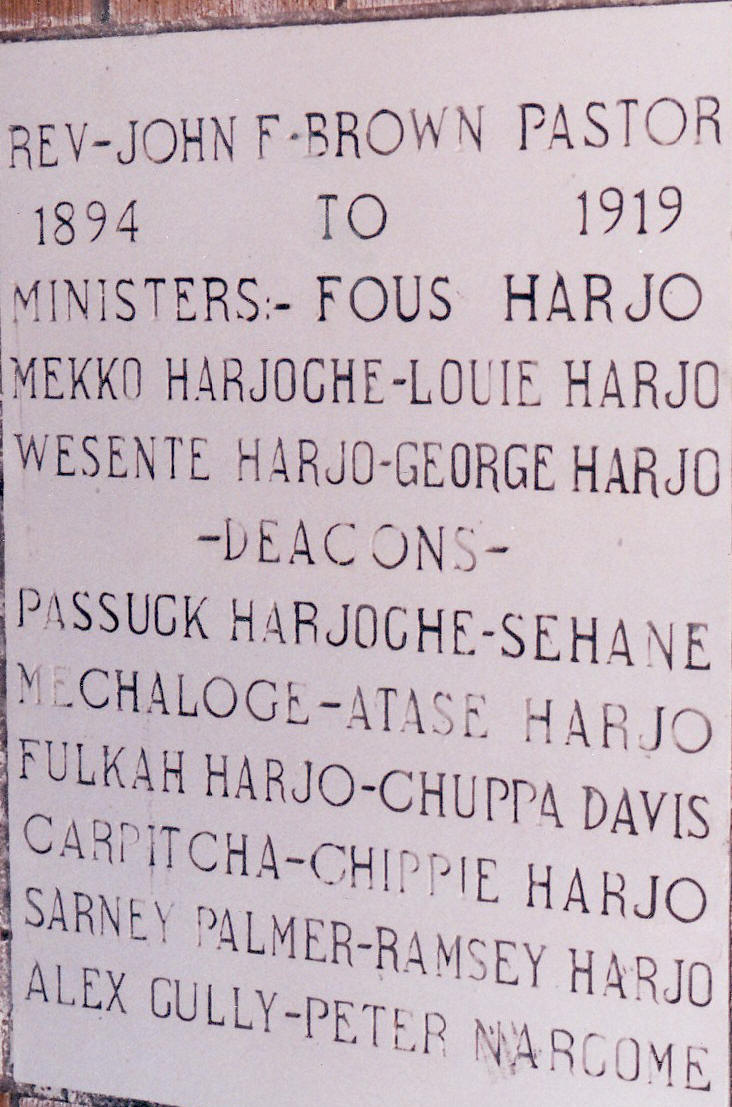 REV-JOHN F·BROWN PASTOR
1894 TO 1919
MINISTERS:- FOUS HARJO
MEKKO HARJOCHE-LOUIE HARJO
WESENTE HARJO-GEORGE HARJO
-DEACONS-
PASSUCK HARJOCHE-SEHANE
MECHALOGE-ATASE HARJO
FULKAH HARJO-CHUPPA DAVIS
CARPITCHA-CHIPPIE HARJO
SARNEY PALMER-RAMSEY HARJO
ALEX CULLY-PETER NARCOME